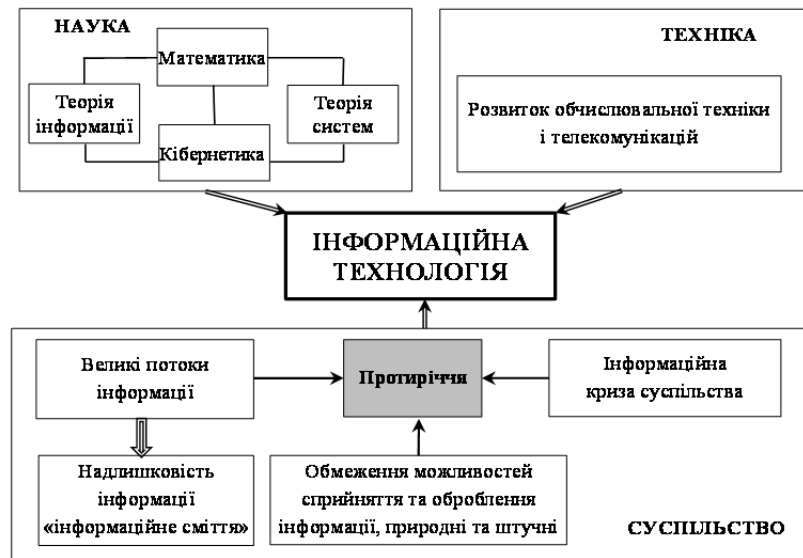 НАУКА
Математика
Теорія
інформації
Теорія
систем
Кібернетика
ТЕХНІКА
Розвиток обчислювальної техніки
і телекомунікацій
ІНФОРМАЦІЙНА
ТЕХНОЛОГІЯ
Великі потоки
інформації
Протиріччя
Інформаційна
криза суспільства
Надлишковість
інформації
«інформаційне сміття»
Обмеження можливостей
сприйняття та оброблення
інформації, природні та штучні
СУСПІЛЬСТВО